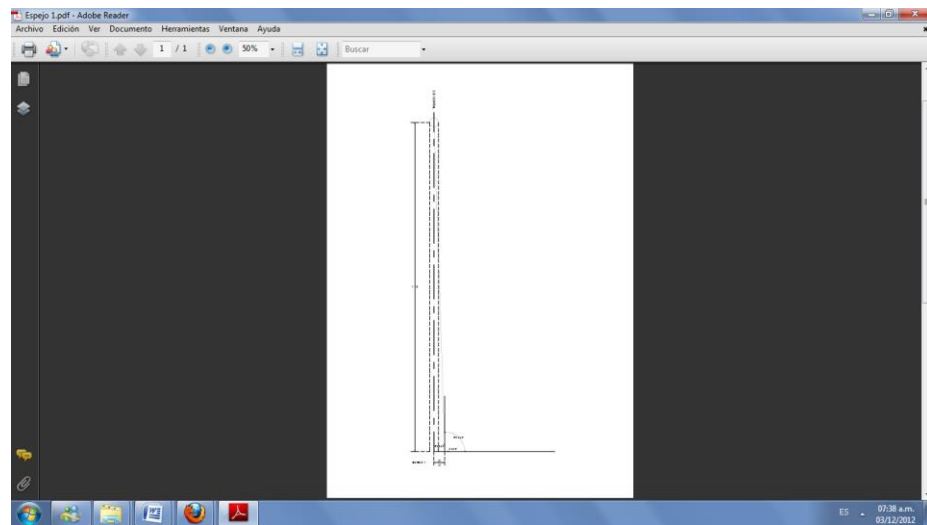 Espejo 1.pdf - Adobe Reader
Archivo Edición Ver Documento Herramientas Ventana Ayuda
1 / 1 50% Buscar
ES 07:38 a.m.
03/12/2012